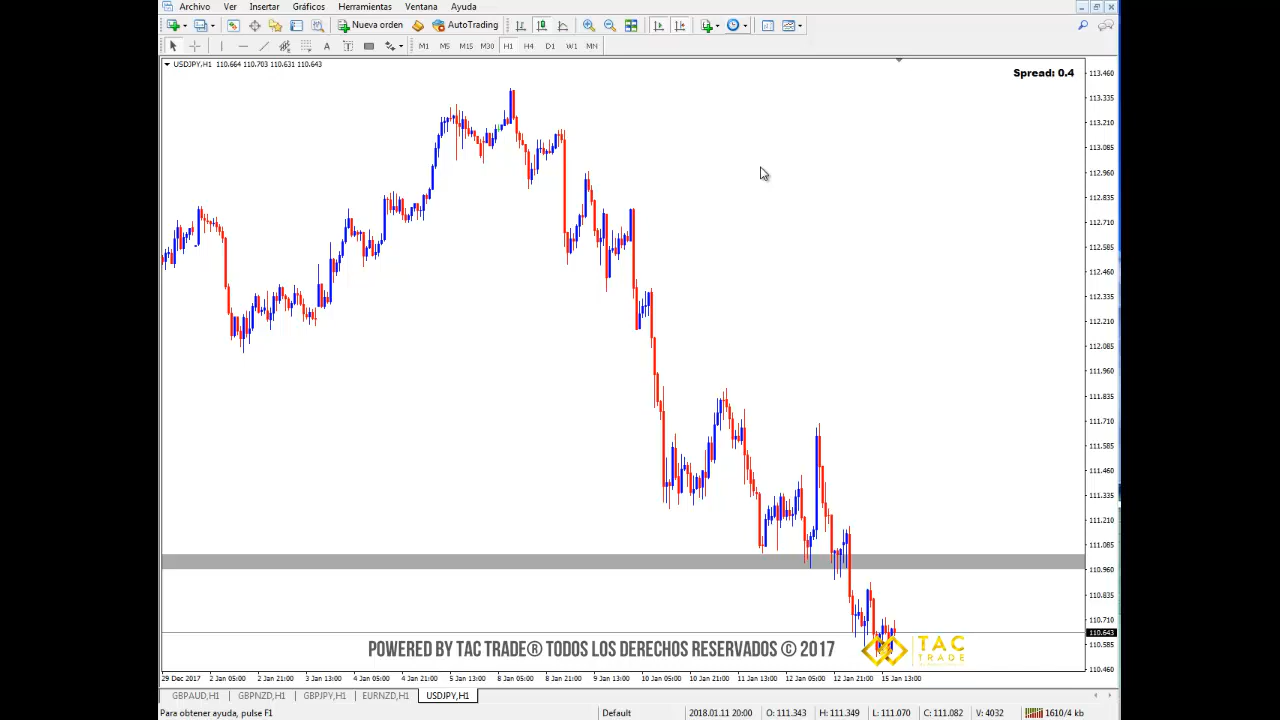 Archivo Ver Insertar Gráficos Herramientas Ventana Ayuda
Nueva orden AutoTrading
A T M1 M5 M15 M30 H1 H4 D1 W1 MN
USDJPY,H1 110.664 110.703 110.631 110.643
Spread: 0.4
113.460
113.335
113.210
113.085
112.960
112.835
112.710
112.585
112.460
112.335
112.210
112.085
111.960
111.835
111.710
111.585
111.460
111.335
111.210
111.085
110.960
110.835
110.710
110.643
110.585
110.460
POWERED BY TAC TRADE® TODOS LOS DERECHOS RESERVADOS © 2017
TAC
TRADE
29 Dec 2017 2 Jan 05:00 2 Jan 21:00 3 Jan 13:00 4 Jan 05:00 4 Jan 21:00 5 Jan 13:00 8 Jan 05:00 8 Jan 21:00 9 Jan 13:00 10 Jan 05:00 10 Jan 21:00 11 Jan 13:00 12 Jan 05:00 12 Jan 21:00 15 Jan 13:00
GBPAUD,H1 GBPNZD,H1 GBPJPY,H1 EURNZD,H1 USDJPY,H1
Para obtener ayuda, pulse F1 Default 2018.01.11 20:00 O: 111.343 H: 111.349 L: 111.070 C: 111.082 V: 4032 1610/4 kb